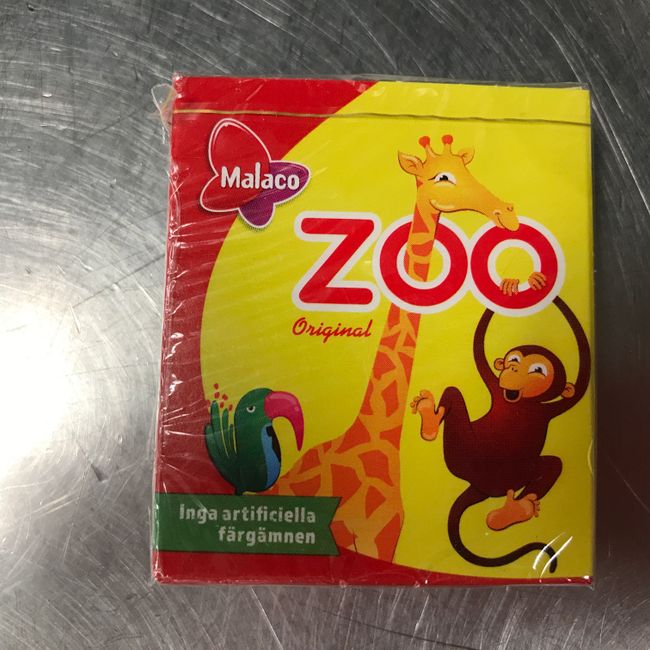 Malaco
ZOO
Original
Inga artificiella
färgämnen